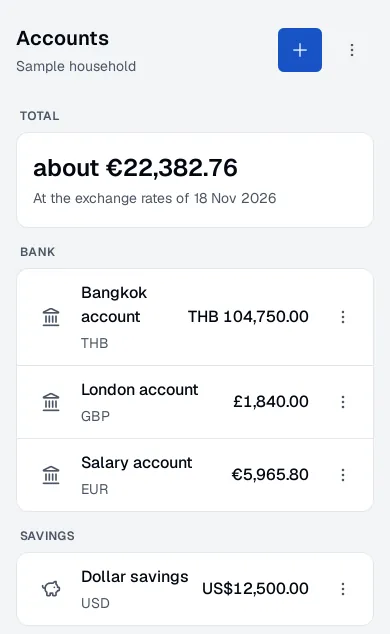 Accounts
Sample household
TOTAL
about €22,382.76
At the exchange rates of 18 Nov 2026
BANK
Bangkok
account
THB 104,750.00
THB
London account
£1,840.00
GBP
Salary account
€5,965.80
EUR
SAVINGS
Dollar savings
US$12,500.00
USD